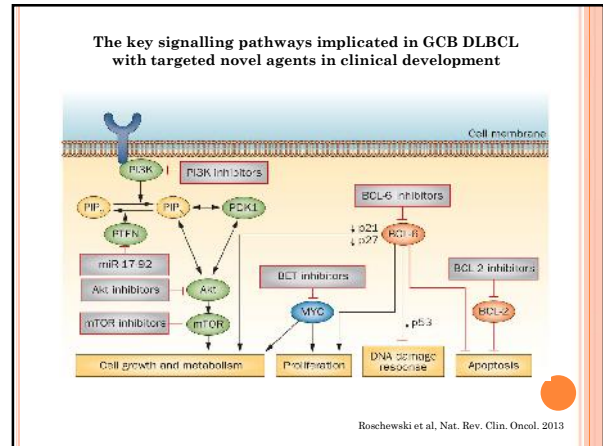 The key signalling pathways implicated in GCB DLBCL
with targeted novel agents in clinical development
Cell membrane
PI3K
PI3K inhibitors
BCL-6 inhibitors
PIP
PIP
PDK1
PTEN
↓ p21
↓ p27
BCL-6
miR 17-92
BET inhibitors
BCL 2 inhibitors
Akt inhibitors
Akt
MYC
BCL-2
mTOR inhibitors
mTOR
p53
Cell growth and metabolism
Proliferation
DNA damage
response
Apoptosis
Roschewski et al, Nat. Rev. Clin. Oncol. 2013